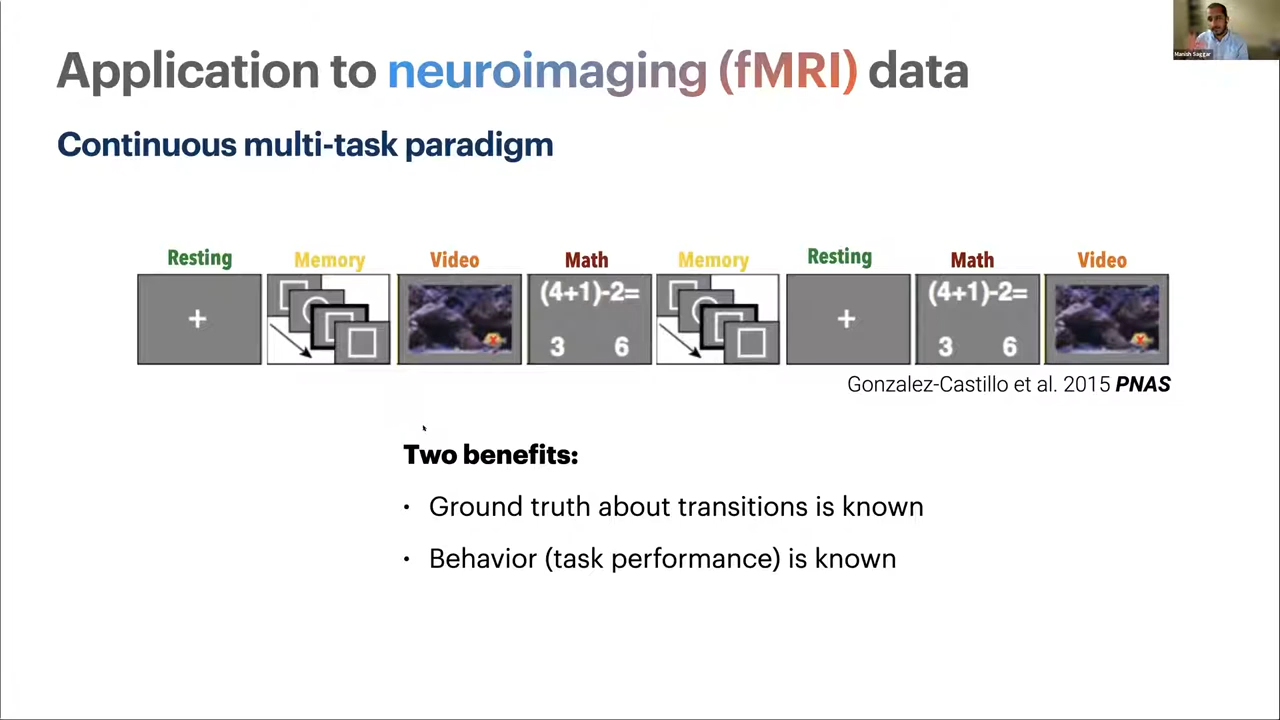 Manish Saggar
Application to neuroimaging (fMRI) data
Continuous multi-task paradigm
Resting Memory Video Math Memory Resting Math Video
+ (4+1)-2= + (4+1)-2=
X 3 6 3 6 X
Gonzalez-Castillo et al. 2015 PNAS
Two benefits:
• Ground truth about transitions is known
• Behavior (task performance) is known